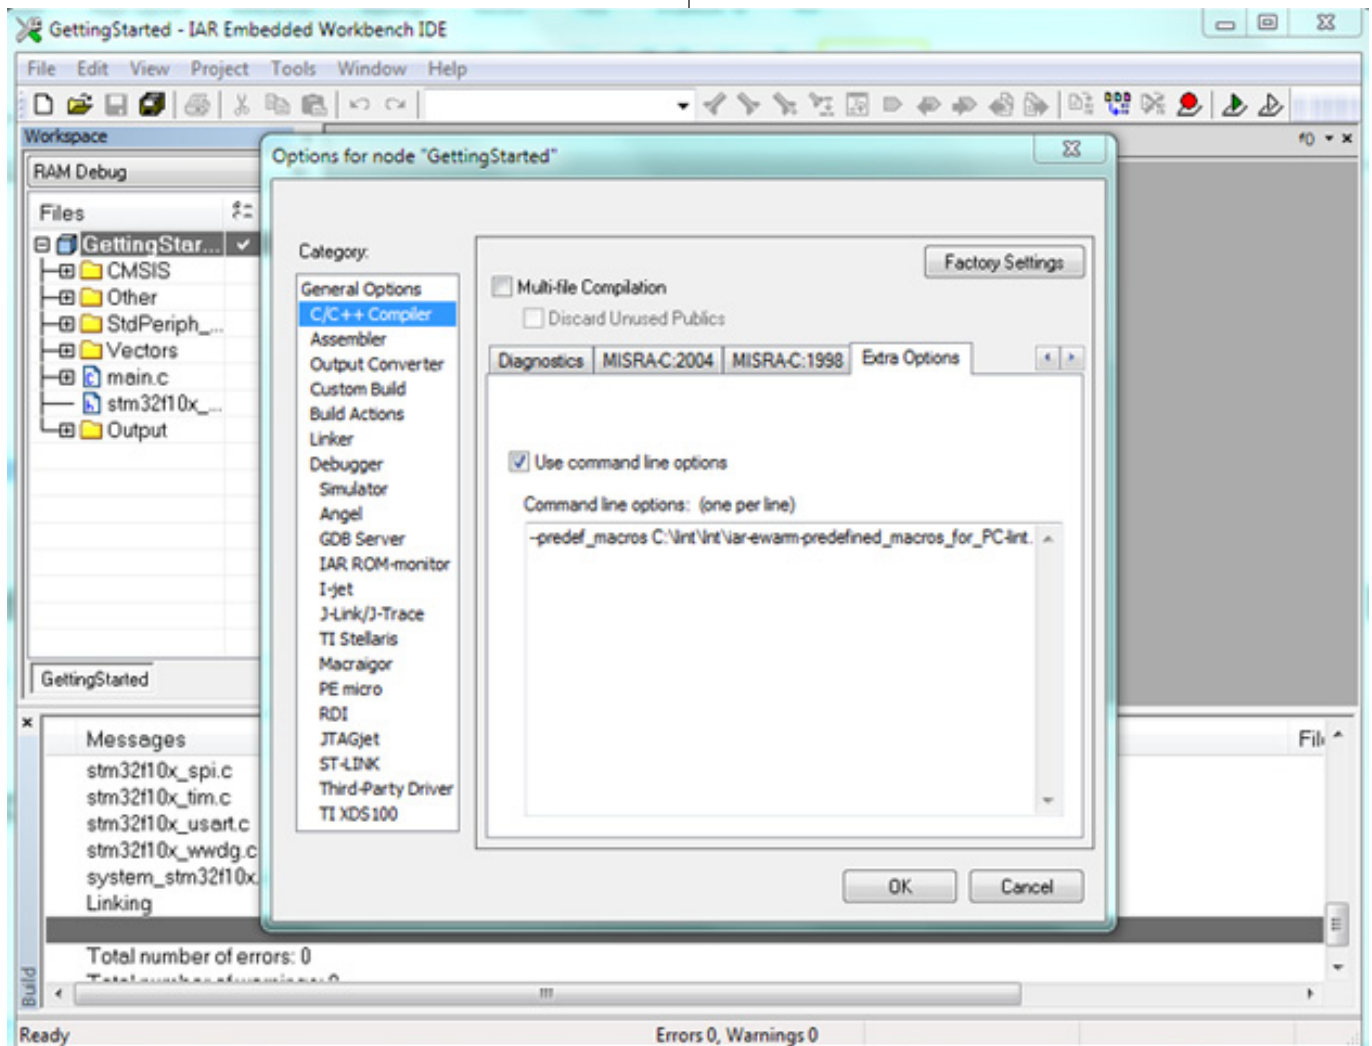 GettingStarted - IAR Embedded Workbench IDE
File Edit View Project Tools Window Help
Workspace
f()
RAM Debug
Options for node "GettingStarted"
Files
GettingStar...
CMSIS
Other
StdPeriph_...
Vectors
main.c
stm32f10x_...
Output
GettingStarted
Category:
General Options
C/C++ Compiler
Assembler
Output Converter
Custom Build
Build Actions
Linker
Debugger
Simulator
Angel
GDB Server
IAR ROM-monitor
I-jet
J-Link/J-Trace
TI Stellaris
Macraigor
PE micro
RDI
JTAGjet
ST-LINK
Third-Party Driver
TI XDS100
Factory Settings
Multi-file Compilation
Discard Unused Publics
Diagnostics MISRA-C:2004 MISRA-C:1998 Extra Options
Use command line options
Command line options: (one per line)
--predef_macros C:\lint\lnt\iar-ewarm-predefined_macros_for_PC-lint.
OK Cancel
Messages
File
stm32f10x_spi.c
stm32f10x_tim.c
stm32f10x_usart.c
stm32f10x_wwdg.c
system_stm32f10x.
Linking
Total number of errors: 0
Total number of warnings: 0
Build
Ready
Errors 0, Warnings 0